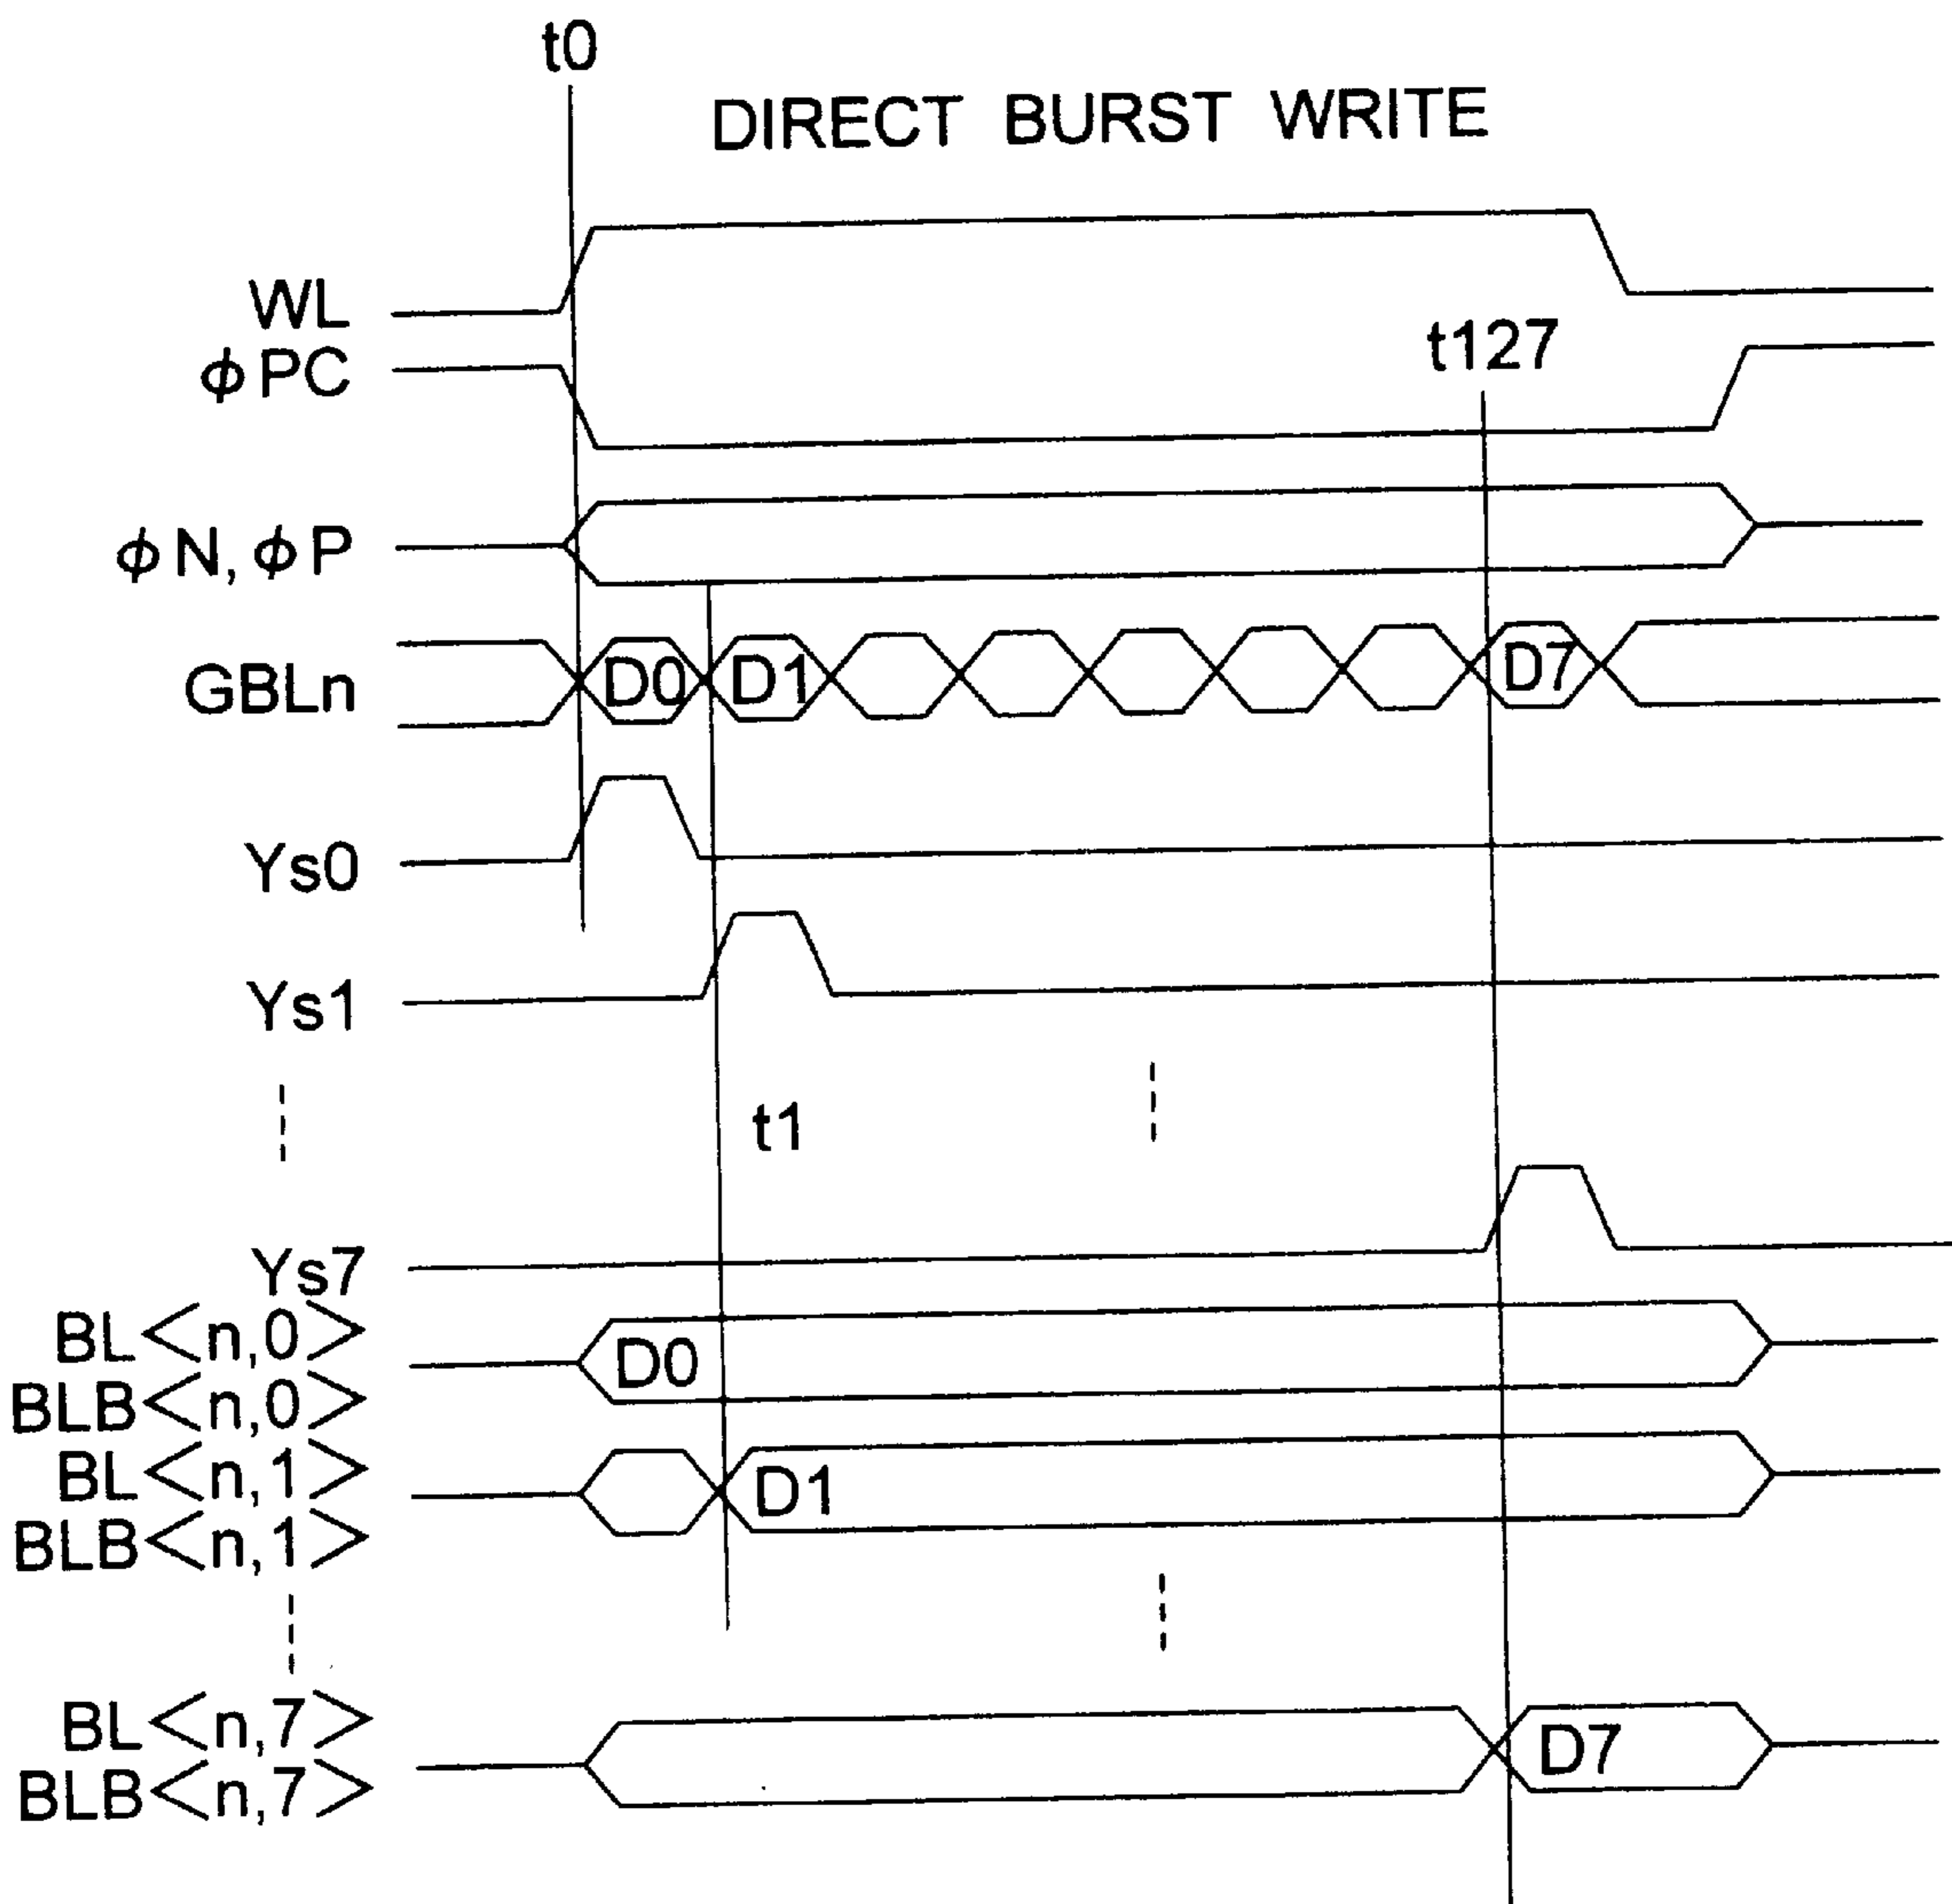 t0
DIRECT BURST WRITE
WL
t127
ϕPC
ϕN, ϕP
GBLn
D0
D1
D7
Ys0
Ys1
t1
Ys7
BL<n,0>
D0
BLB<n,0>
BL<n,1>
D1
BLB<n,1>
BL<n,7>
D7
BLB<n,7>